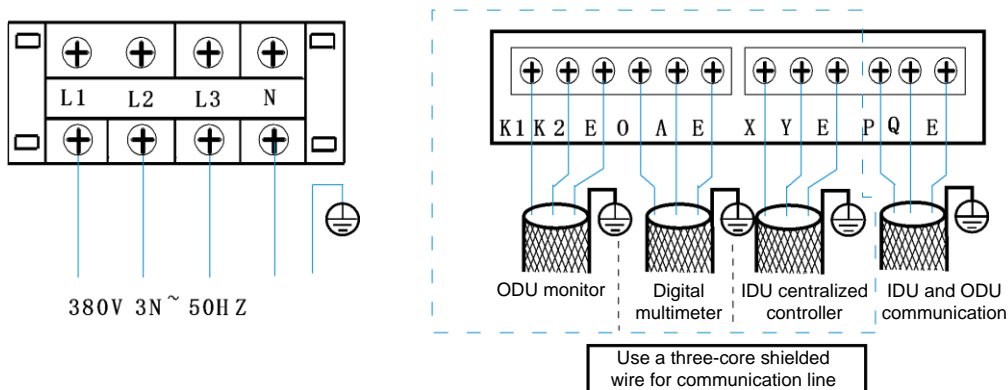 L1 L2 L3 N
380V 3N~ 50HZ
K1 K2 E O A E X Y E P Q E
ODU monitor
Digital
multimeter
IDU centralized
controller
IDU and ODU
communication
Use a three-core shielded
wire for communication line